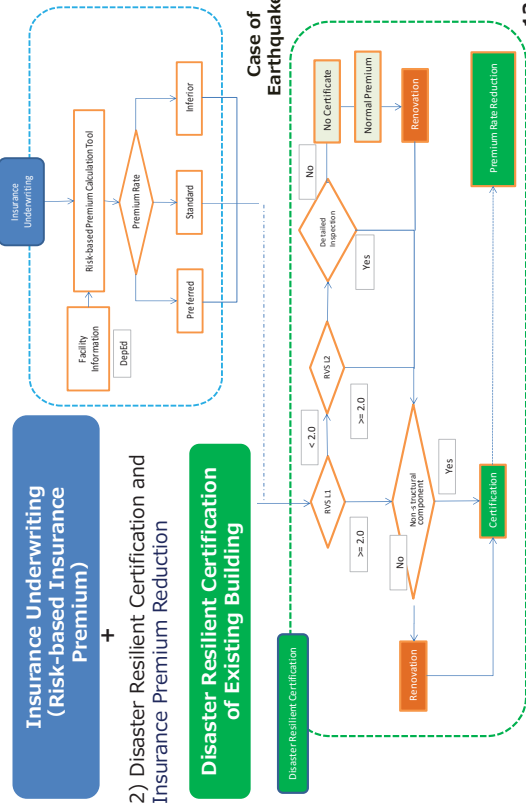 Insurance Underwriting
(Risk-based Insurance
Premium)
+
2) Disaster Resilient Certification and
Insurance Premium Reduction
Disaster Resilient Certification
of Existing Building
Insurance
Underwriting
Facility
Information
DepEd
Risk-based Premium Calculation Tool
Premium Rate
Preferred
Standard
Inferior
Case of
Earthquake
Disaster Resilient Certification
RVS L1
< 2.0
RVS L2
Detailed
Inspection
No
No Certificate
Normal Premium
Renovation
>= 2.0
>= 2.0
Yes
Non-structural
component
No
Yes
Renovation
Certification
Premium Rate Reduction